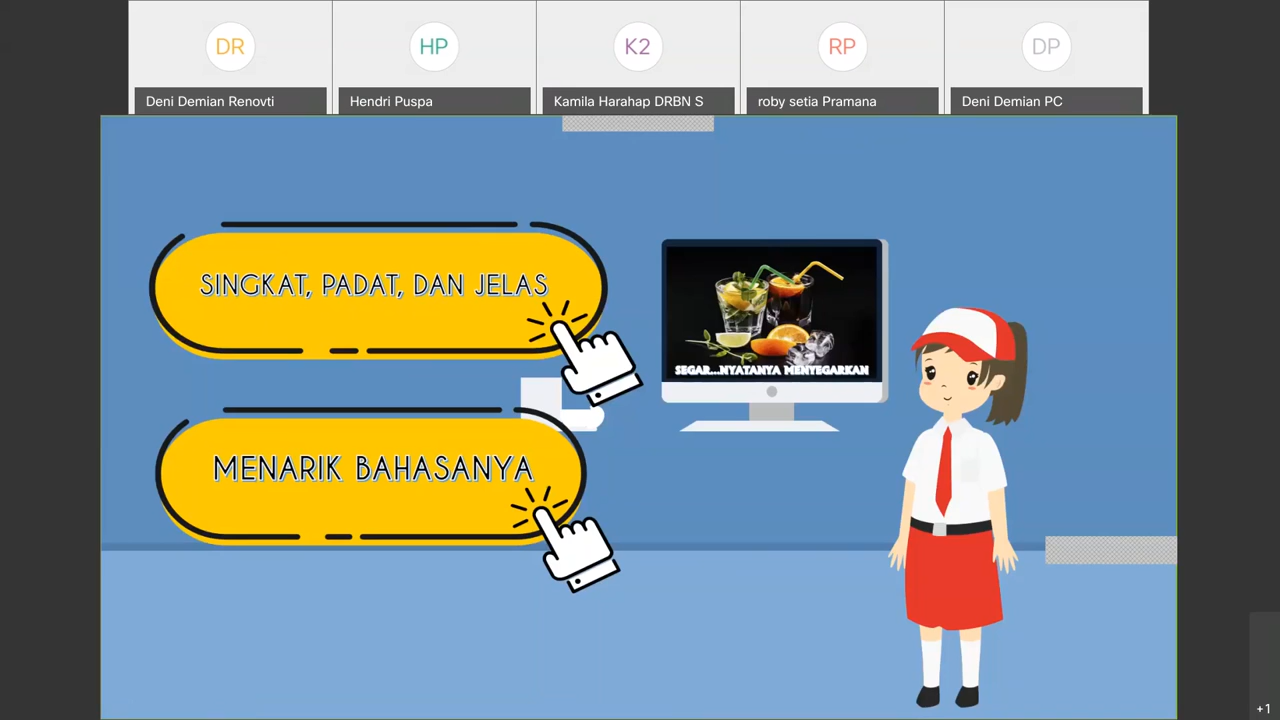 DR
HP
K2
RP
DP
Deni Demian Renovti
Hendri Puspa
Kamila Harahap DRBN S
roby setia Pramana
Deni Demian PC
SINGKAT, PADAT, DAN JELAS
SEGAR...NYATANYA MENYEGARKAN
MENARIK BAHASANYA
+1